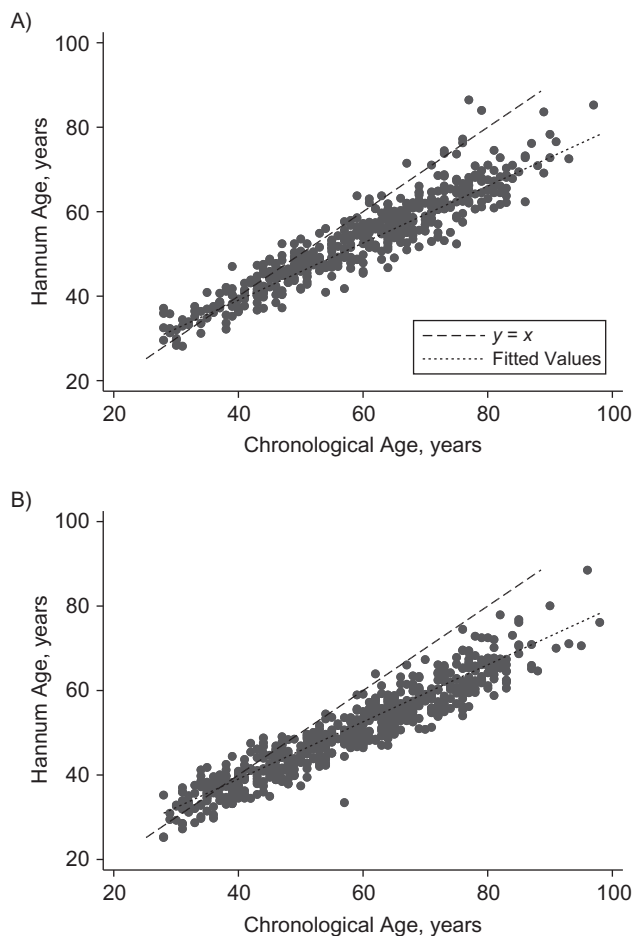 A)
100
80
60
40
20
Hannum Age, years
y = x
Fitted Values
20 40 60 80 100
Chronological Age, years
B)
100
80
60
40
20
Hannum Age, years
20 40 60 80 100
Chronological Age, years